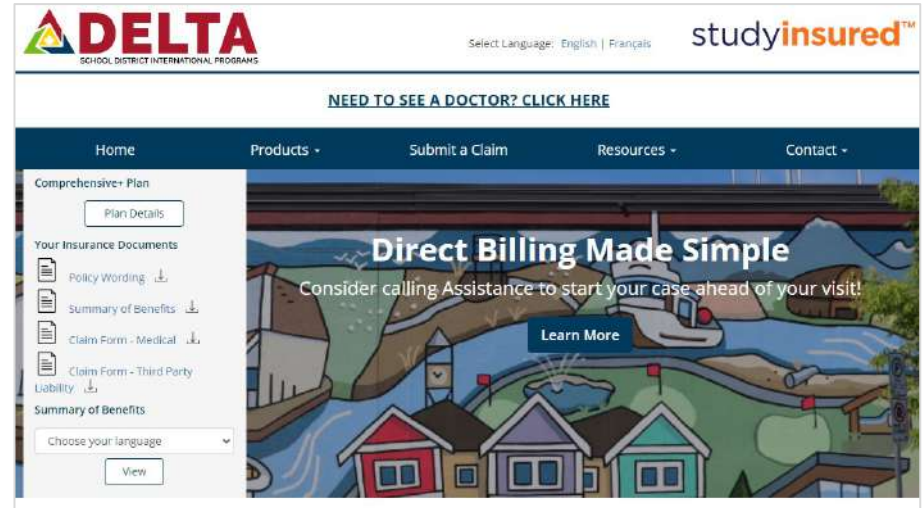 DELTA
SCHOOL DISTRICT INTERNATIONAL PROGRAMS
Select Language: English | Français
studyinsured™
NEED TO SEE A DOCTOR? CLICK HERE
Home Products Submit a Claim Resources Contact
Comprehensive+ Plan
Plan Details
Your Insurance Documents
Policy Wording
Summary of Benefits
Claim Form - Medical
Claim Form - Third Party
Liability
Summary of Benefits
Choose your language
View
Direct Billing Made Simple
Consider calling Assistance to start your case ahead of your visit!
Learn More